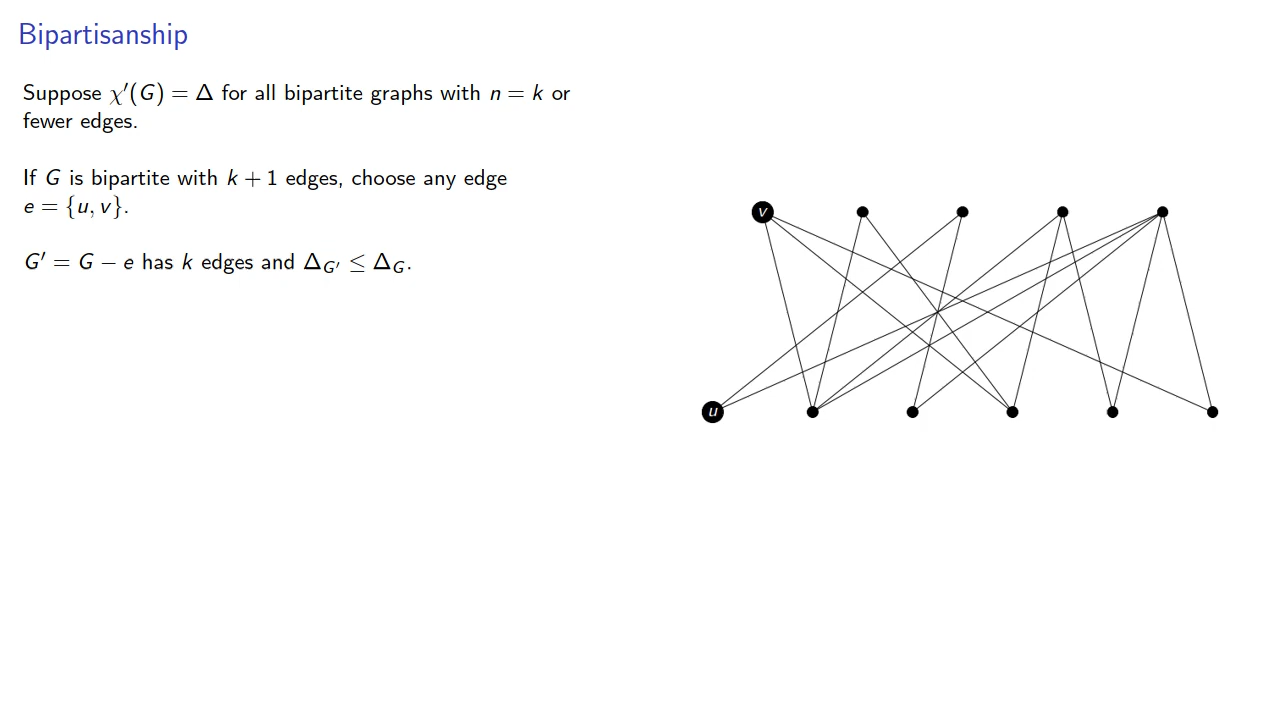 Bipartisanship
Suppose χ′(G) = Δ for all bipartite graphs with n = k or
fewer edges.
If G is bipartite with k + 1 edges, choose any edge
e = {u, v}.
G′ = G − e has k edges and Δ_{G′} ≤ Δ_G.
v
u